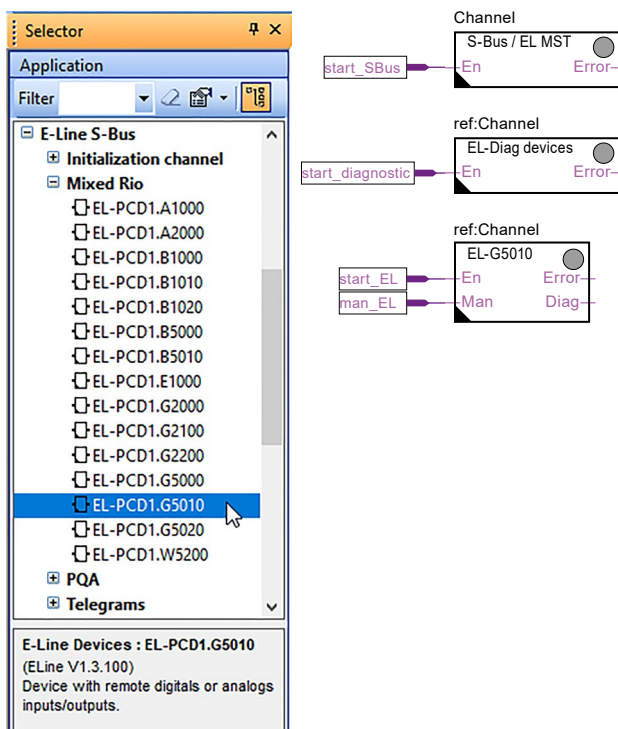 Selector
Application
Filter
E-Line S-Bus
Initialization channel
Mixed Rio
EL-PCD1.A1000
EL-PCD1.A2000
EL-PCD1.B1000
EL-PCD1.B1010
EL-PCD1.B1020
EL-PCD1.B5000
EL-PCD1.B5010
EL-PCD1.E1000
EL-PCD1.G2000
EL-PCD1.G2100
EL-PCD1.G2200
EL-PCD1.G5000
EL-PCD1.G5010
EL-PCD1.G5020
EL-PCD1.W5200
PQA
Telegrams
E-Line Devices : EL-PCD1.G5010
(ELine V1.3.100)
Device with remote digitals or analogs
inputs/outputs.
Channel
S-Bus / EL MST
start_SBus En Error
ref:Channel
EL-Diag devices
start_diagnostic En Error
ref:Channel
EL-G5010
start_EL En Error
man_EL Man Diag